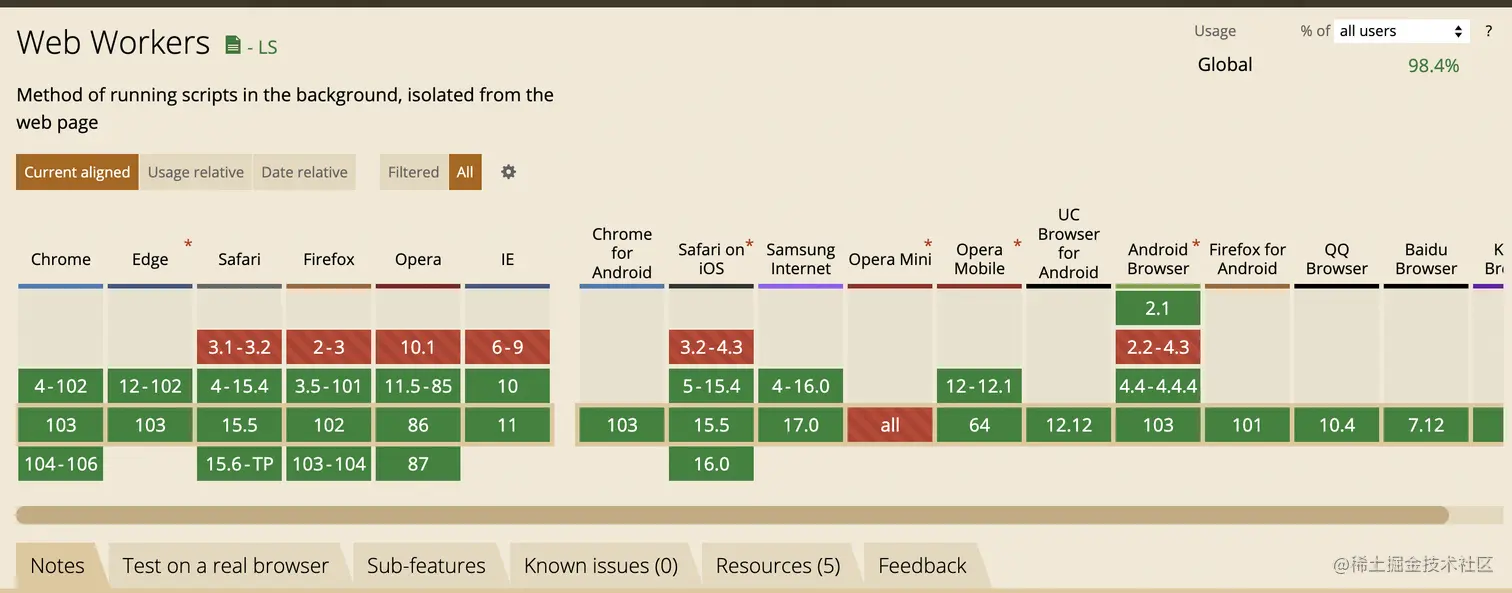 Web Workers - LS
Usage % of all users ?
Global 98.4%
Method of running scripts in the background, isolated from the
web page
Current aligned Usage relative Date relative Filtered All
Chrome Edge * Safari Firefox Opera IE
Chrome
for
Android
Safari on *
iOS
Samsung
Internet
Opera Mini *
Opera *
Mobile
UC
Browser
for
Android
Android *
Browser
Firefox for
Android
QQ
Browser
Baidu
Browser
K
Br
2.1
3.1-3.2 2-3 10.1 6-9 3.2-4.3 2.2-4.3
4-102 12-102 4-15.4 3.5-101 11.5-85 10 5-15.4 4-16.0 12-12.1 4.4-4.4.4
103 103 15.5 102 86 11 103 15.5 17.0 all 64 12.12 103 101 10.4 7.12
104-106 15.6-TP 103-104 87 16.0
Notes Test on a real browser Sub-features Known issues (0) Resources (5) Feedback
@稀土掘金技术社区